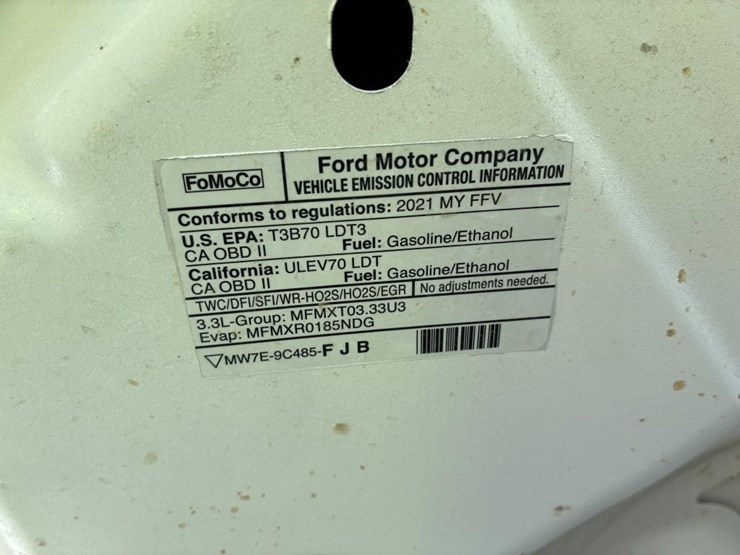 FoMoCo
Ford Motor Company
VEHICLE EMISSION CONTROL INFORMATION
Conforms to regulations: 2021 MY FFV
U.S. EPA: T3B70 LDT3
CA OBD II Fuel: Gasoline/Ethanol
California: ULEV70 LDT
CA OBD II Fuel: Gasoline/Ethanol
TWC/DFI/SFI/WR-HO2S/HO2S/EGR No adjustments needed.
3.3L-Group: MFMXT03.33U3
Evap: MFMXR0185NDG
▽MW7E-9C485-F J B